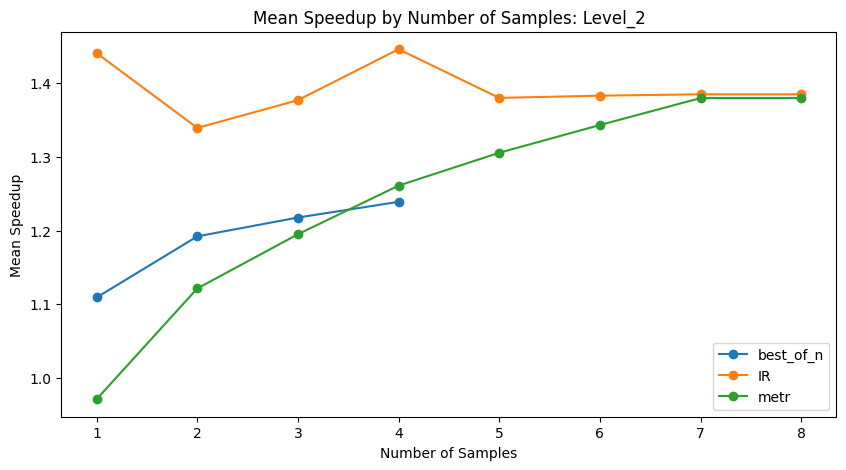 Mean Speedup by Number of Samples: Level_2
Mean Speedup
1.4
1.3
1.2
1.1
1.0
1 2 3 4 5 6 7 8
Number of Samples
best_of_n
IR
metr